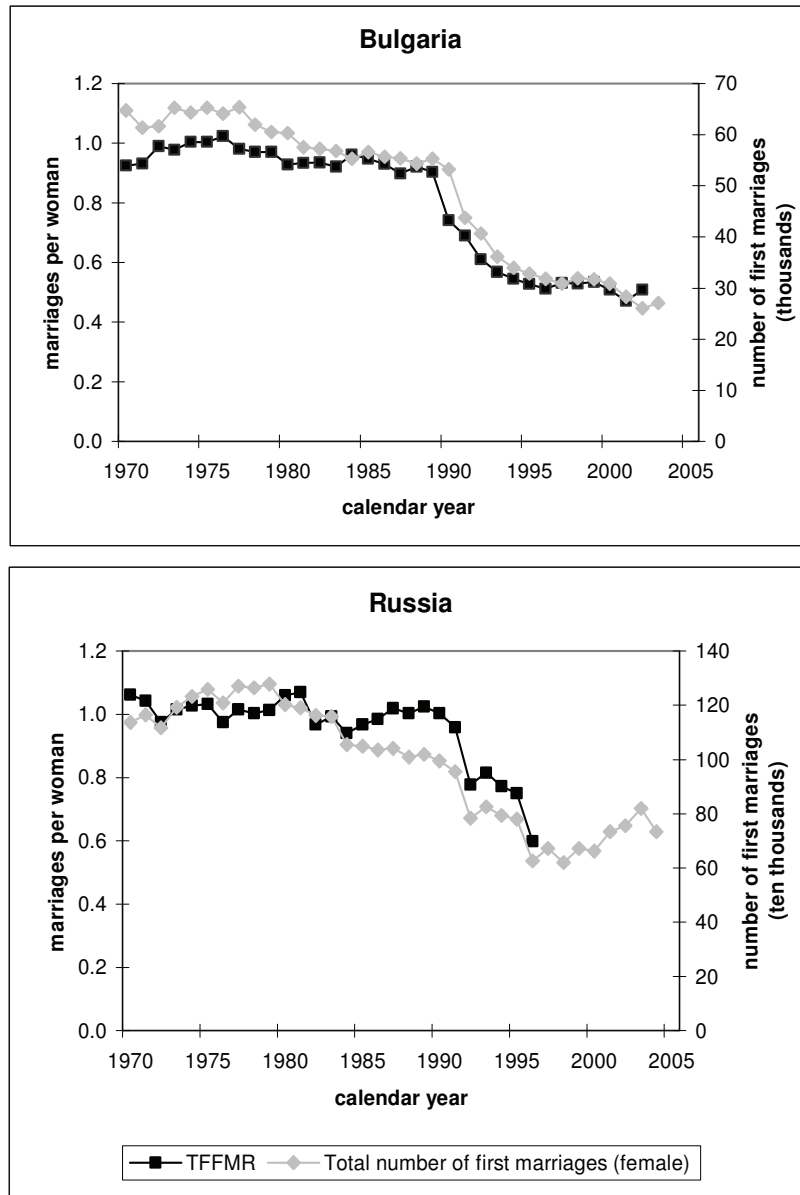 Bulgaria
1.2
1.0
0.8
0.6
0.4
0.2
0.0
marriages per woman
70
60
50
40
30
20
10
0
number of first marriages
(thousands)
1970 1975 1980 1985 1990 1995 2000 2005
calendar year
Russia
1.2
1.0
0.8
0.6
0.4
0.2
0.0
marriages per woman
140
120
100
80
60
40
20
0
number of first marriages
(ten thousands)
1970 1975 1980 1985 1990 1995 2000 2005
calendar year
TFFMR Total number of first marriages (female)